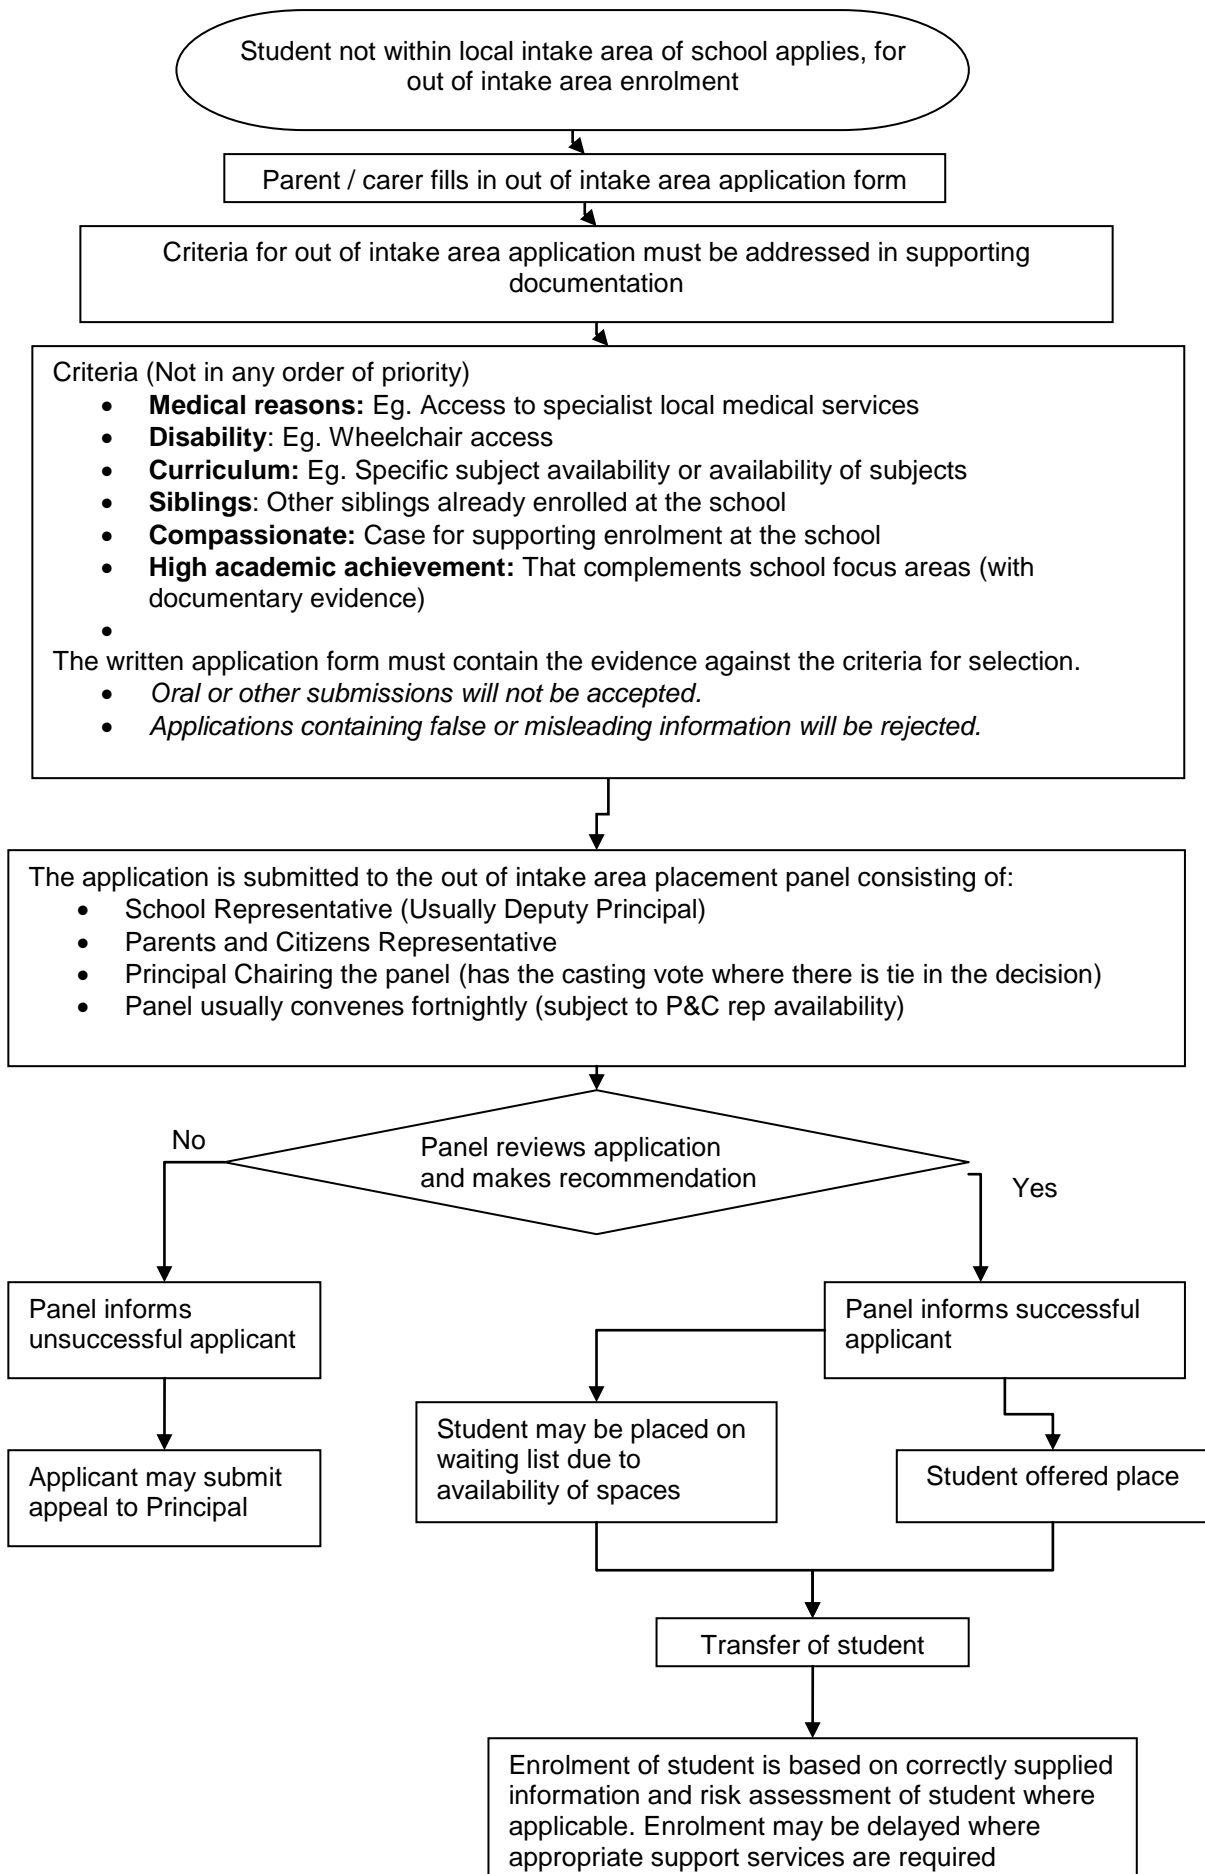 Student not within local intake area of school applies, for
out of intake area enrolment
Parent / carer fills in out of intake area application form
Criteria for out of intake area application must be addressed in supporting
documentation
Criteria (Not in any order of priority)
• Medical reasons: Eg. Access to specialist local medical services
• Disability: Eg. Wheelchair access
• Curriculum: Eg. Specific subject availability or availability of subjects
• Siblings: Other siblings already enrolled at the school
• Compassionate: Case for supporting enrolment at the school
• High academic achievement: That complements school focus areas (with
documentary evidence)
•
The written application form must contain the evidence against the criteria for selection.
• Oral or other submissions will not be accepted.
• Applications containing false or misleading information will be rejected.
The application is submitted to the out of intake area placement panel consisting of:
• School Representative (Usually Deputy Principal)
• Parents and Citizens Representative
• Principal Chairing the panel (has the casting vote where there is tie in the decision)
• Panel usually convenes fortnightly (subject to P&C rep availability)
No
Panel reviews application
and makes recommendation
Yes
Panel informs
unsuccessful applicant
Panel informs successful
applicant
Applicant may submit
appeal to Principal
Student may be placed on
waiting list due to
availability of spaces
Student offered place
Transfer of student
Enrolment of student is based on correctly supplied
information and risk assessment of student where
applicable. Enrolment may be delayed where
appropriate support services are required